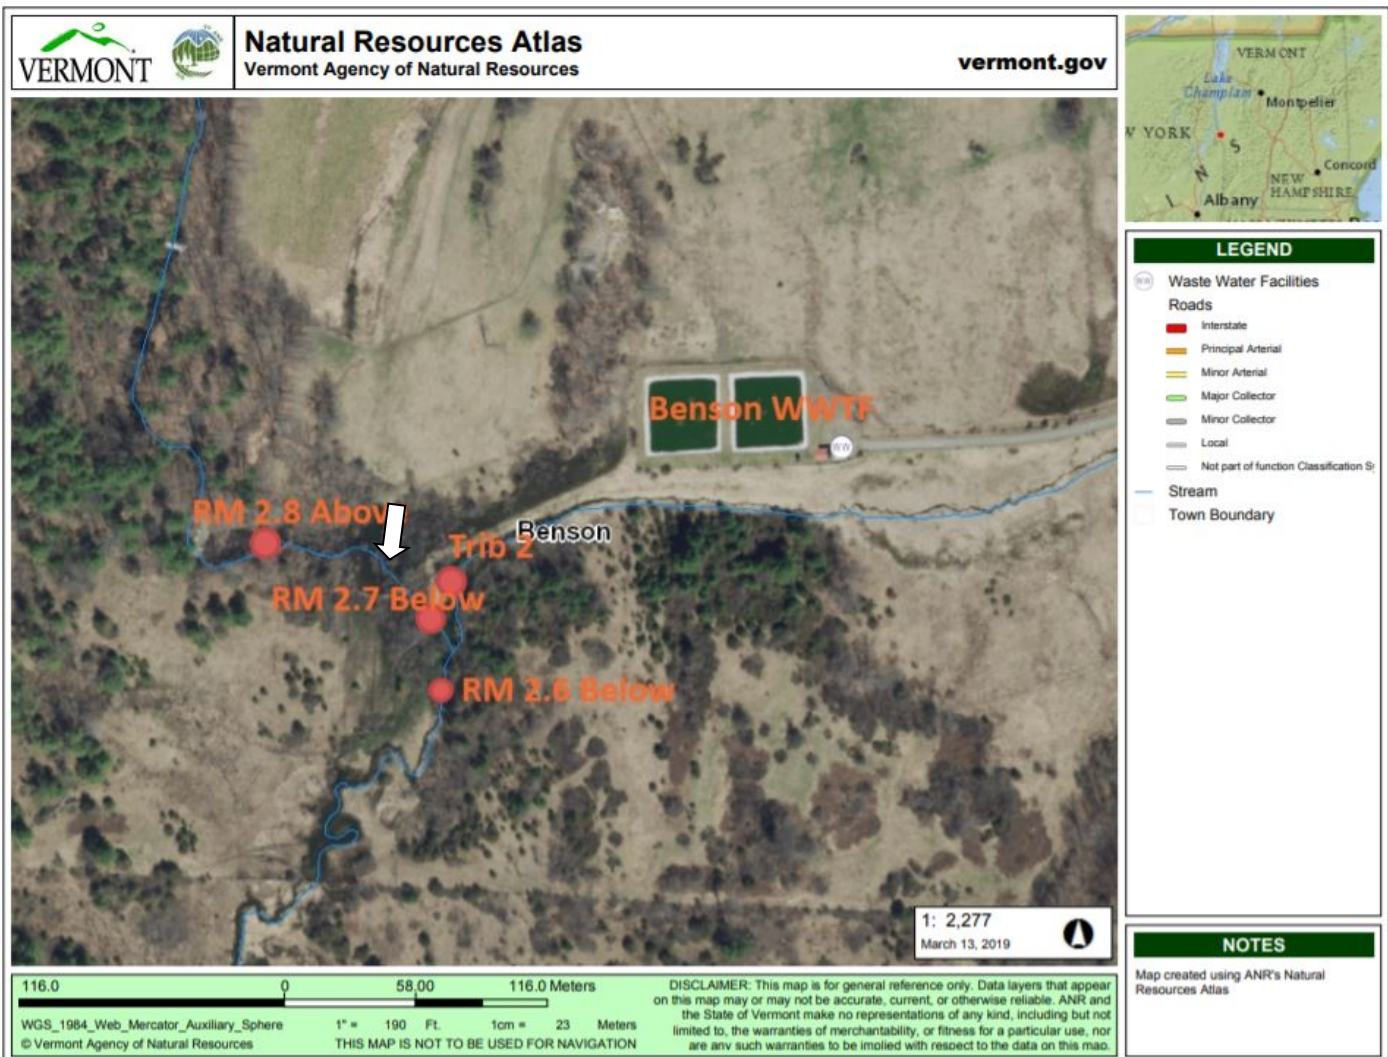 VERMONT
Natural Resources Atlas
Vermont Agency of Natural Resources
vermont.gov
VERMONT
Lake
Champlain
Montpelier
W YORK
S
N
I
Concord
NEW
HAMPSHIRE
Albany
LEGEND
WW Waste Water Facilities
Roads
Interstate
Principal Arterial
Minor Arterial
Major Collector
Minor Collector
Local
Not part of function Classification Sy
Stream
Town Boundary
Benson WWTF
WW
RM 2.8 Above
Benson
Trib 2
RM 2.7 Below
RM 2.6 Below
1: 2,277
March 13, 2019
NOTES
Map created using ANR's Natural
Resources Atlas
116.0 0 58.00 116.0 Meters
WGS_1984_Web_Mercator_Auxiliary_Sphere 1" = 190 Ft. 1cm = 23 Meters
© Vermont Agency of Natural Resources THIS MAP IS NOT TO BE USED FOR NAVIGATION
DISCLAIMER: This map is for general reference only. Data layers that appear
on this map may or may not be accurate, current, or otherwise reliable. ANR and
the State of Vermont make no representations of any kind, including but not
limited to, the warranties of merchantability, or fitness for a particular use, nor
are any such warranties to be implied with respect to the data on this map.